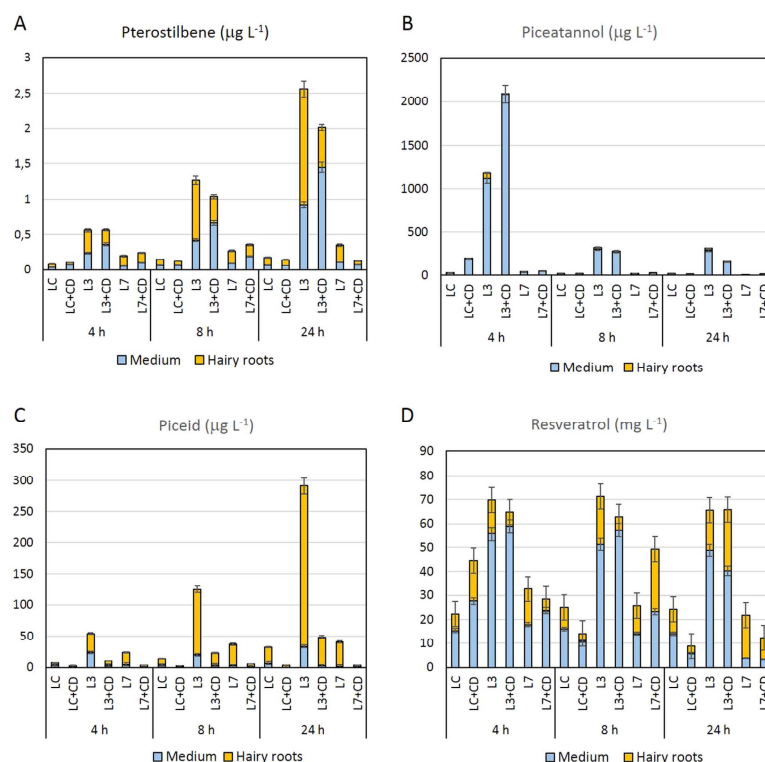 A
Pterostilbene (µg L-1)
3
2,5
2
1,5
1
0,5
0
LC
LC+CD
L3
L3+CD
L7
L7+CD
LC
LC+CD
L3
L3+CD
L7
L7+CD
LC
LC+CD
L3
L3+CD
L7
L7+CD
4 h
8 h
24 h
Medium
Hairy roots
B
Piceatannol (µg L-1)
2500
2000
1500
1000
500
0
LC
LC+CD
L3
L3+CD
L7
L7+CD
LC
LC+CD
L3
L3+CD
L7
L7+CD
LC
LC+CD
L3
L3+CD
L7
L7+CD
4 h
8 h
24 h
Medium
Hairy roots
C
Piceid (µg L-1)
350
300
250
200
150
100
50
0
LC
LC+CD
L3
L3+CD
L7
L7+CD
LC
LC+CD
L3
L3+CD
L7
L7+CD
LC
LC+CD
L3
L3+CD
L7
L7+CD
4 h
8 h
24 h
Medium
Hairy roots
D
Resveratrol (mg L-1)
90
80
70
60
50
40
30
20
10
0
LC
LC+CD
L3
L3+CD
L7
L7+CD
LC
LC+CD
L3
L3+CD
L7
L7+CD
LC
LC+CD
L3
L3+CD
L7
L7+CD
4 h
8 h
24 h
Medium
Hairy roots